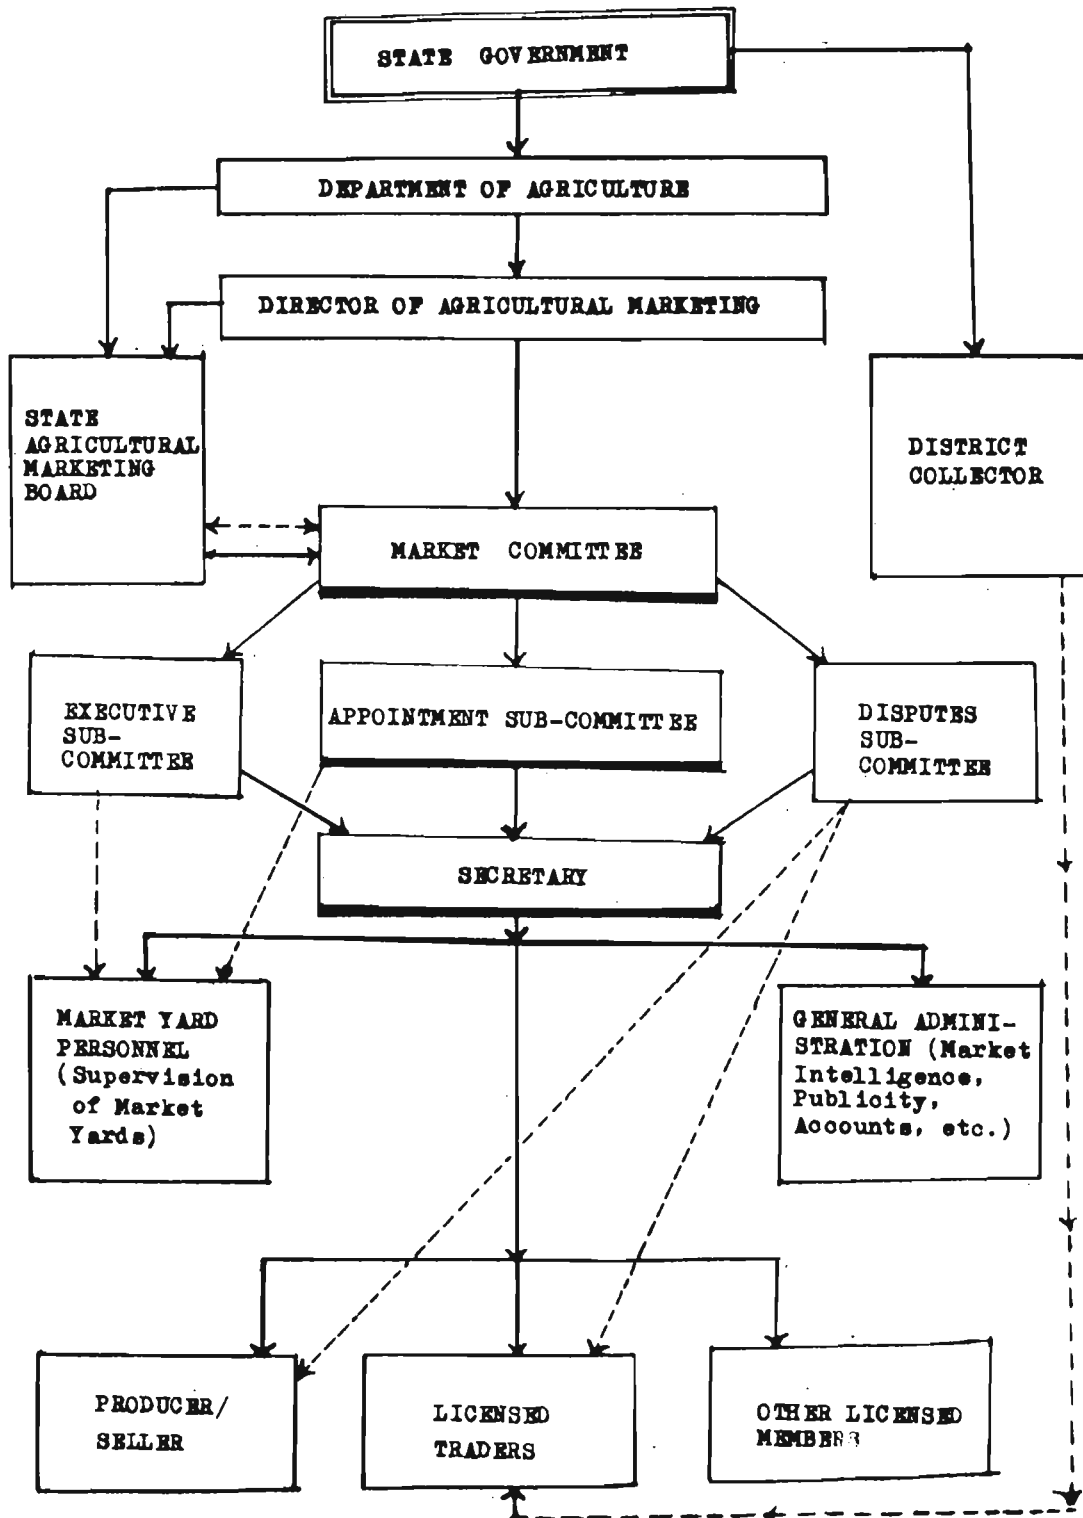 STATE GOVERNMENT
DEPARTMENT OF AGRICULTURE
DIRECTOR OF AGRICULTURAL MARKETING
STATE
AGRICULTURAL
MARKETING
BOARD
DISTRICT
COLLECTOR
MARKET COMMITTEE
EXECUTIVE
SUB-
COMMITTEE
APPOINTMENT SUB-COMMITTEE
DISPUTES
SUB-
COMMITTEE
SECRETARY
MARKET YARD
PERSONNEL
(Supervision
of Market
Yards)
GENERAL ADMINI-
STRATION (Market
Intelligence,
Publicity,
Accounts, etc.)
PRODUCER/
SELLER
LICENSED
TRADERS
OTHER LICENSED
MEMBERS